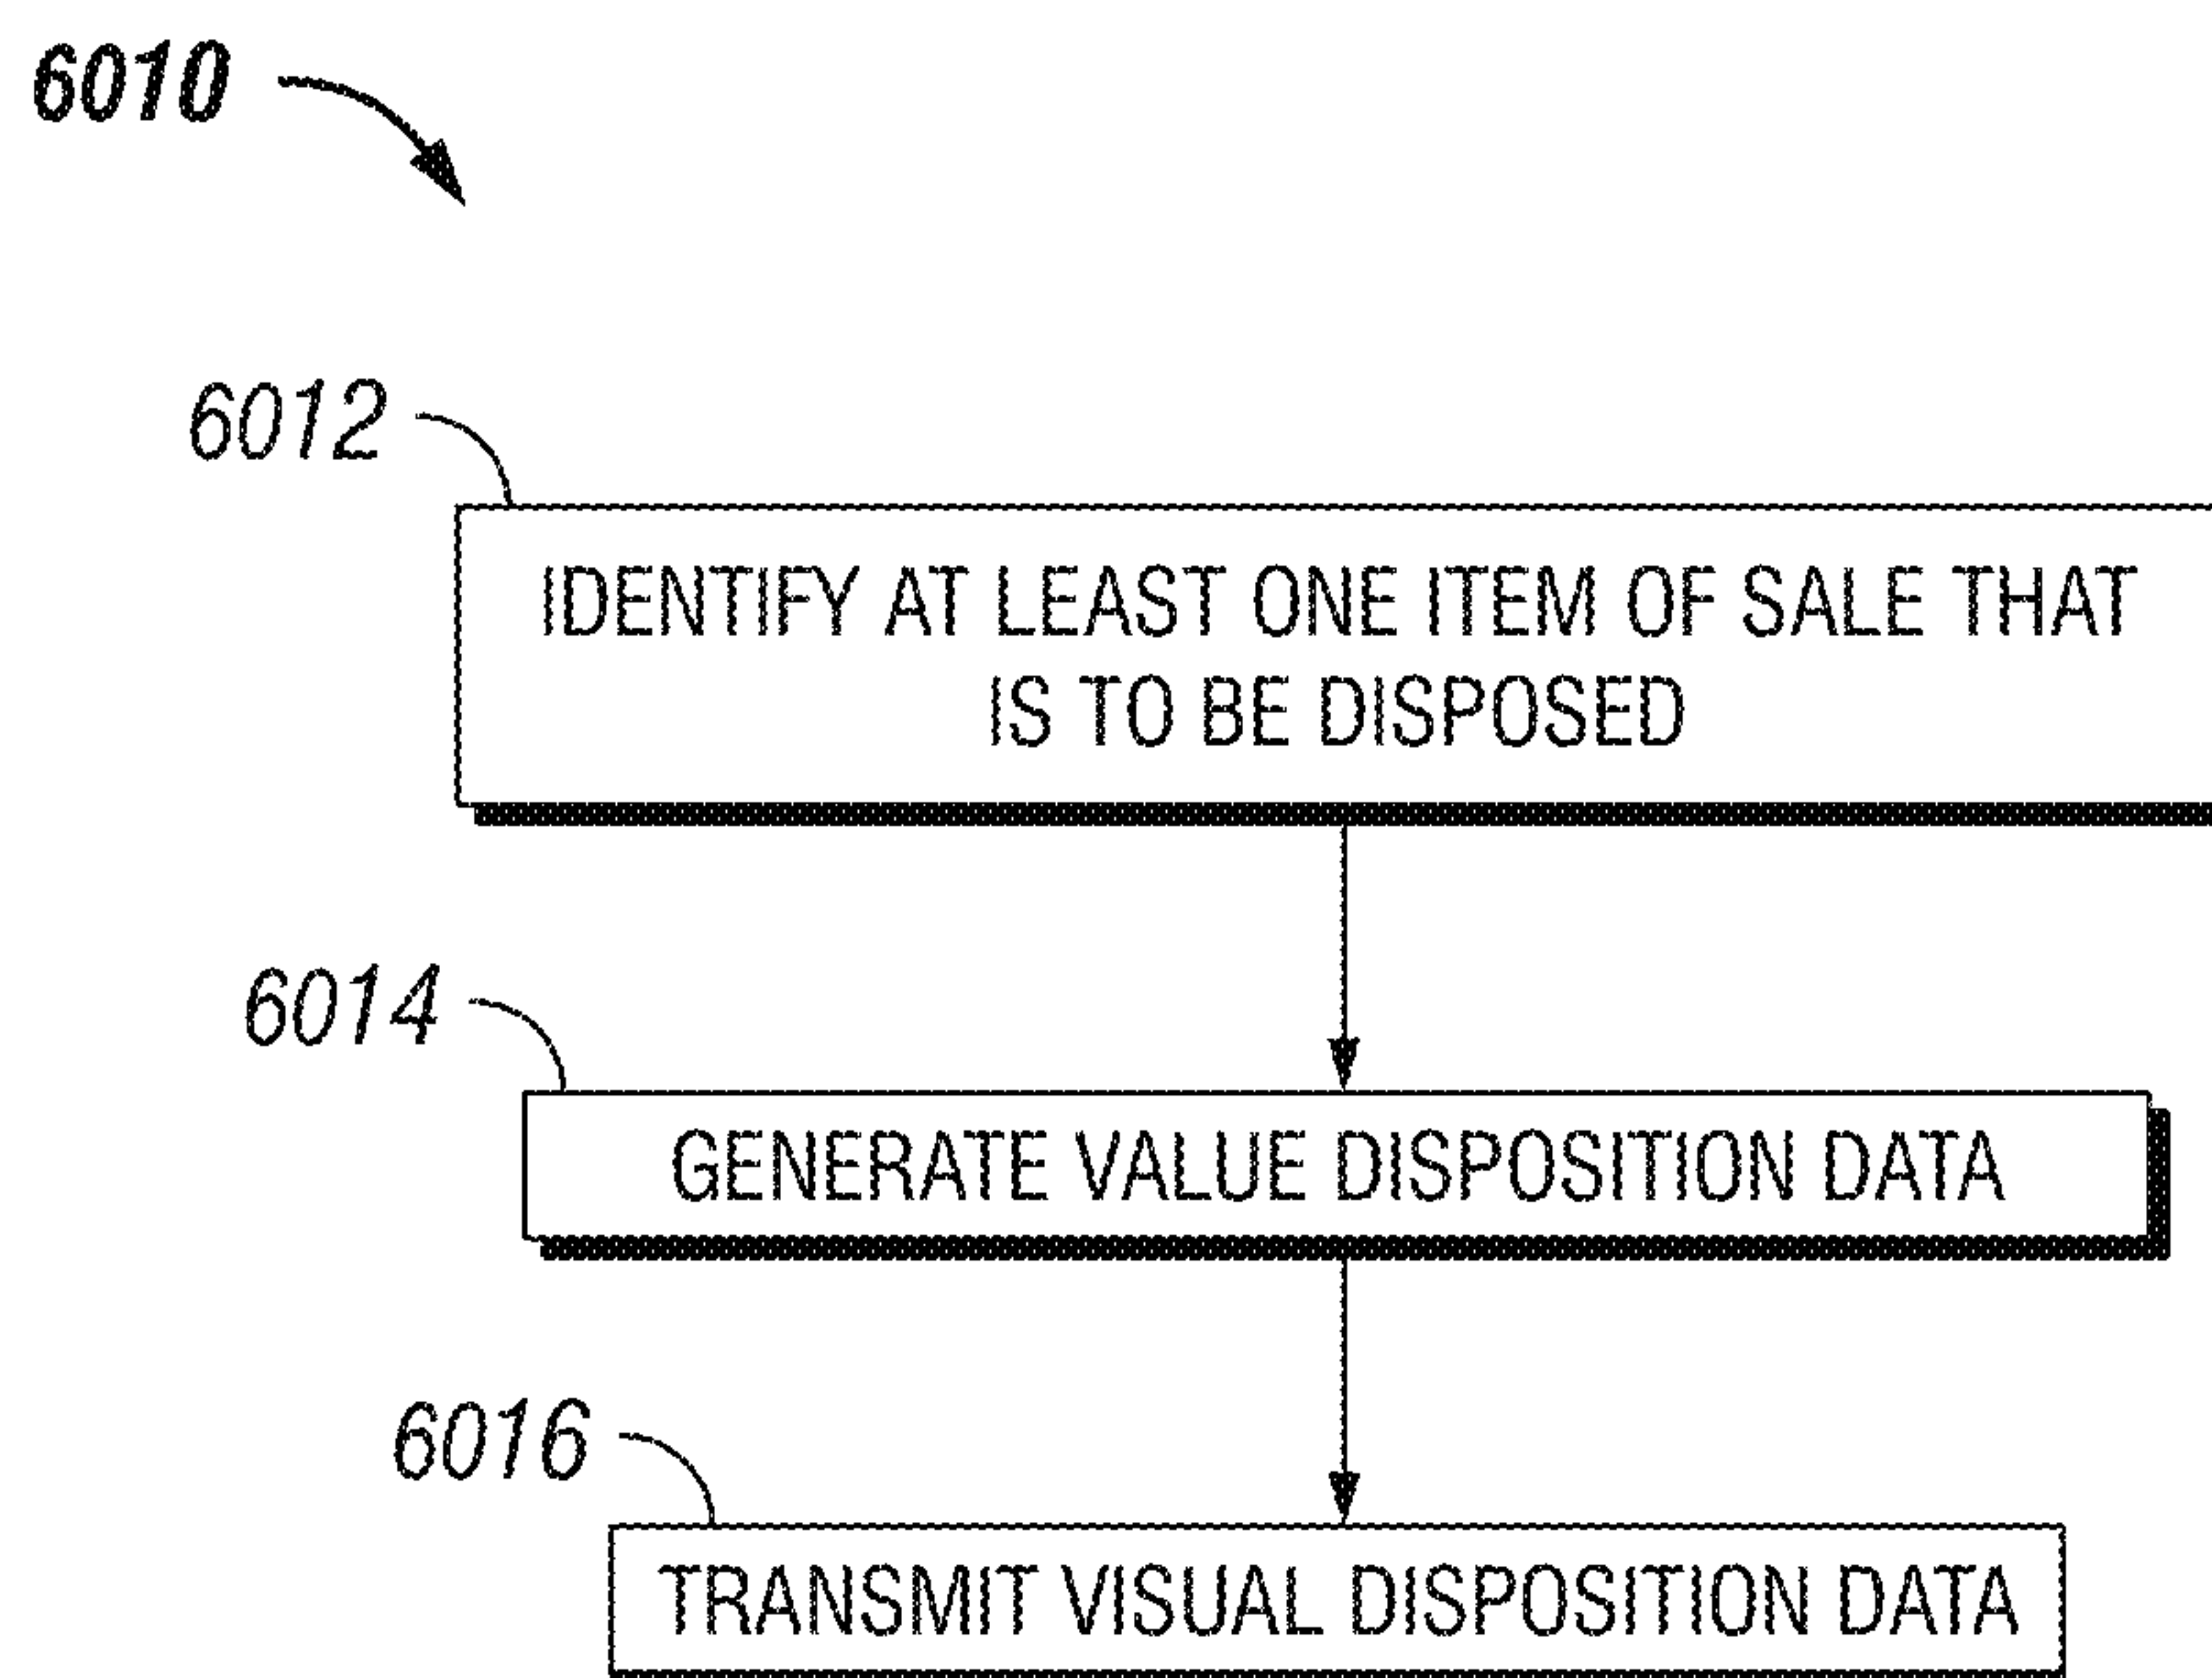 6010
6012
IDENTIFY AT LEAST ONE ITEM OF SALE THAT
IS TO BE DISPOSED
6014
GENERATE VALUE DISPOSITION DATA
6016
TRANSMIT VISUAL DISPOSITION DATA